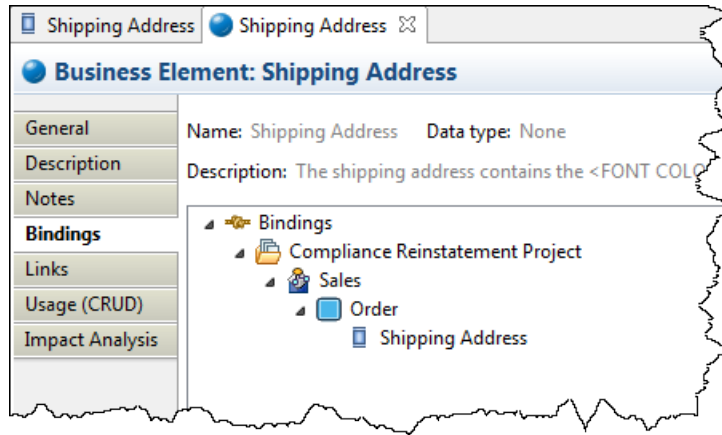 Shipping Address Shipping Address
Business Element: Shipping Address
General
Description
Notes
Bindings
Links
Usage (CRUD)
Impact Analysis
Name: Shipping Address Data type: None
Description: The shipping address contains the <FONT COLO
Bindings
Compliance Reinstatement Project
Sales
Order
Shipping Address